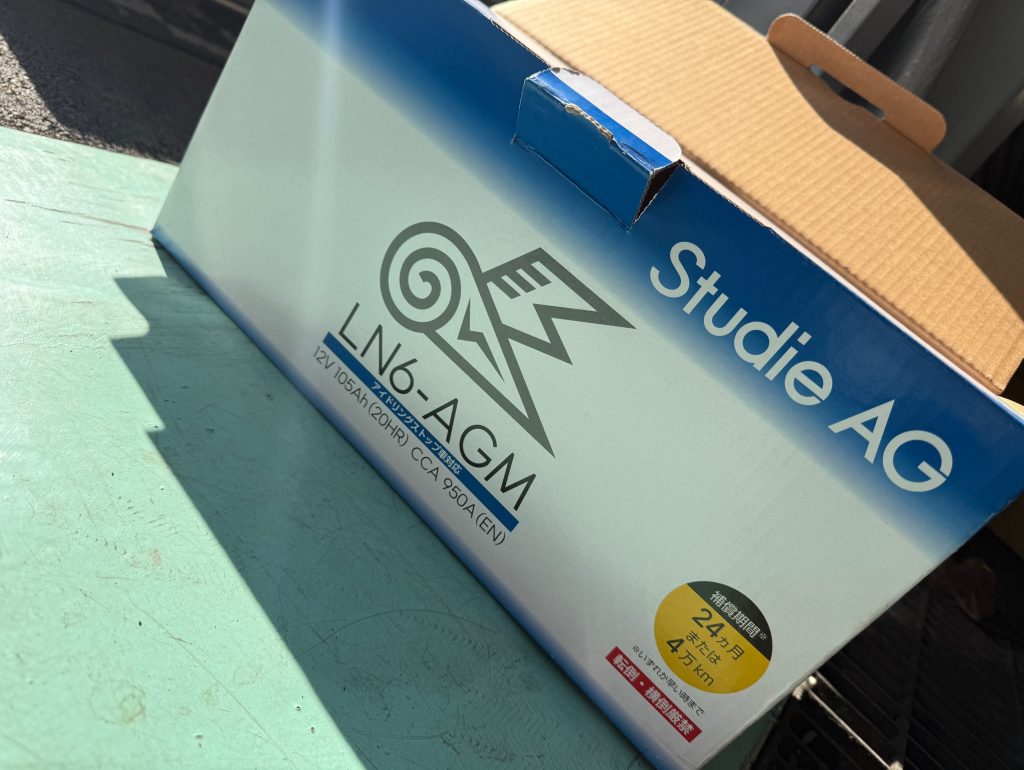 Studie AG
LN6-AGM
アイドリングストップ車対応
12V 105Ah(20HR) CCA 950A(EN)
補償期間※
24ヵ月
または
4万km
※いずれか早い時まで
転倒・横倒厳禁